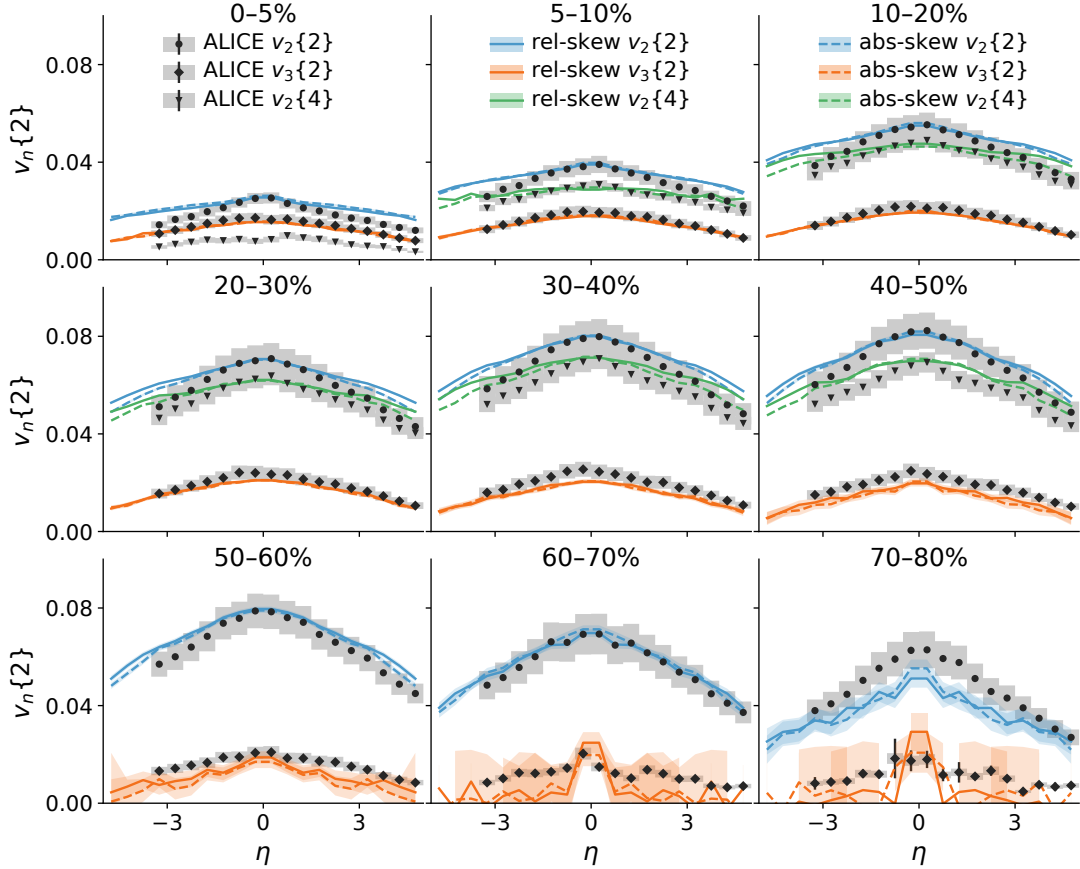 0–5% 5–10% 10–20%
ALICE v₂{2} rel-skew v₂{2} abs-skew v₂{2}
ALICE v₃{2} rel-skew v₃{2} abs-skew v₃{2}
ALICE v₂{4} rel-skew v₂{4} abs-skew v₂{4}
0.08
0.04
0.00
vₙ{2}
20–30% 30–40% 40–50%
0.08
0.04
0.00
vₙ{2}
50–60% 60–70% 70–80%
0.08
0.04
0.00
vₙ{2}
−3 0 3 −3 0 3 −3 0 3
η η η